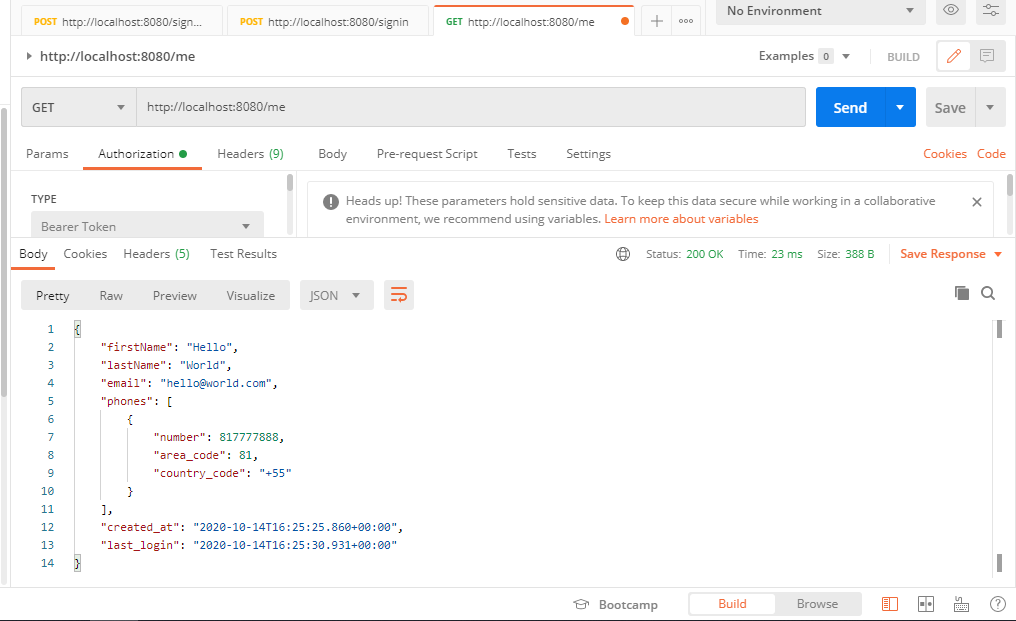 POST http://localhost:8080/sign... POST http://localhost:8080/signin GET http://localhost:8080/me No Environment
http://localhost:8080/me Examples 0 BUILD
GET http://localhost:8080/me Send Save
Params Authorization Headers (9) Body Pre-request Script Tests Settings Cookies Code
TYPE
Bearer Token
Heads up! These parameters hold sensitive data. To keep this data secure while working in a collaborative
environment, we recommend using variables. Learn more about variables
Body Cookies Headers (5) Test Results Status: 200 OK Time: 23 ms Size: 388 B Save Response
Pretty Raw Preview Visualize JSON
1 {
2 "firstName": "Hello",
3 "lastName": "World",
4 "email": "hello@world.com",
5 "phones": [
6 {
7 "number": 817777888,
8 "area_code": 81,
9 "country_code": "+55"
10 }
11 ],
12 "created_at": "2020-10-14T16:25:25.860+00:00",
13 "last_login": "2020-10-14T16:25:30.931+00:00"
14 }
Bootcamp Build Browse